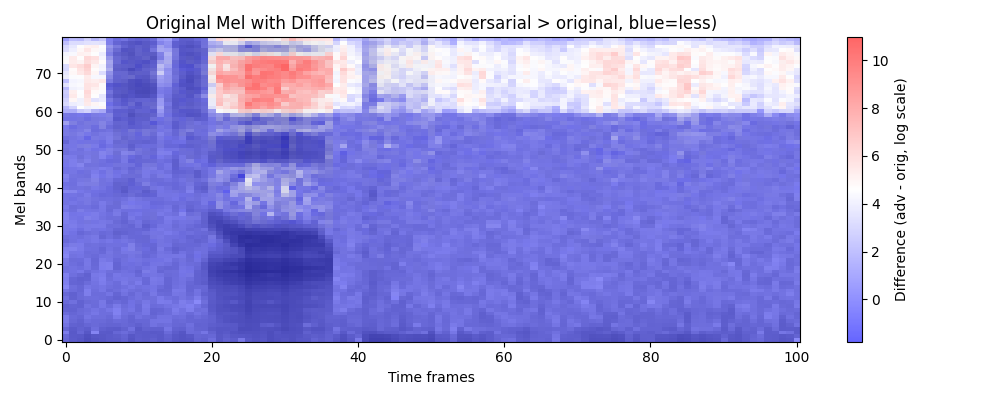 Original Mel with Differences (red=adversarial > original, blue=less)
Mel bands
70
60
50
40
30
20
10
0
0 20 40 60 80 100
Time frames
10
8
6
4
2
0
Difference (adv - orig, log scale)